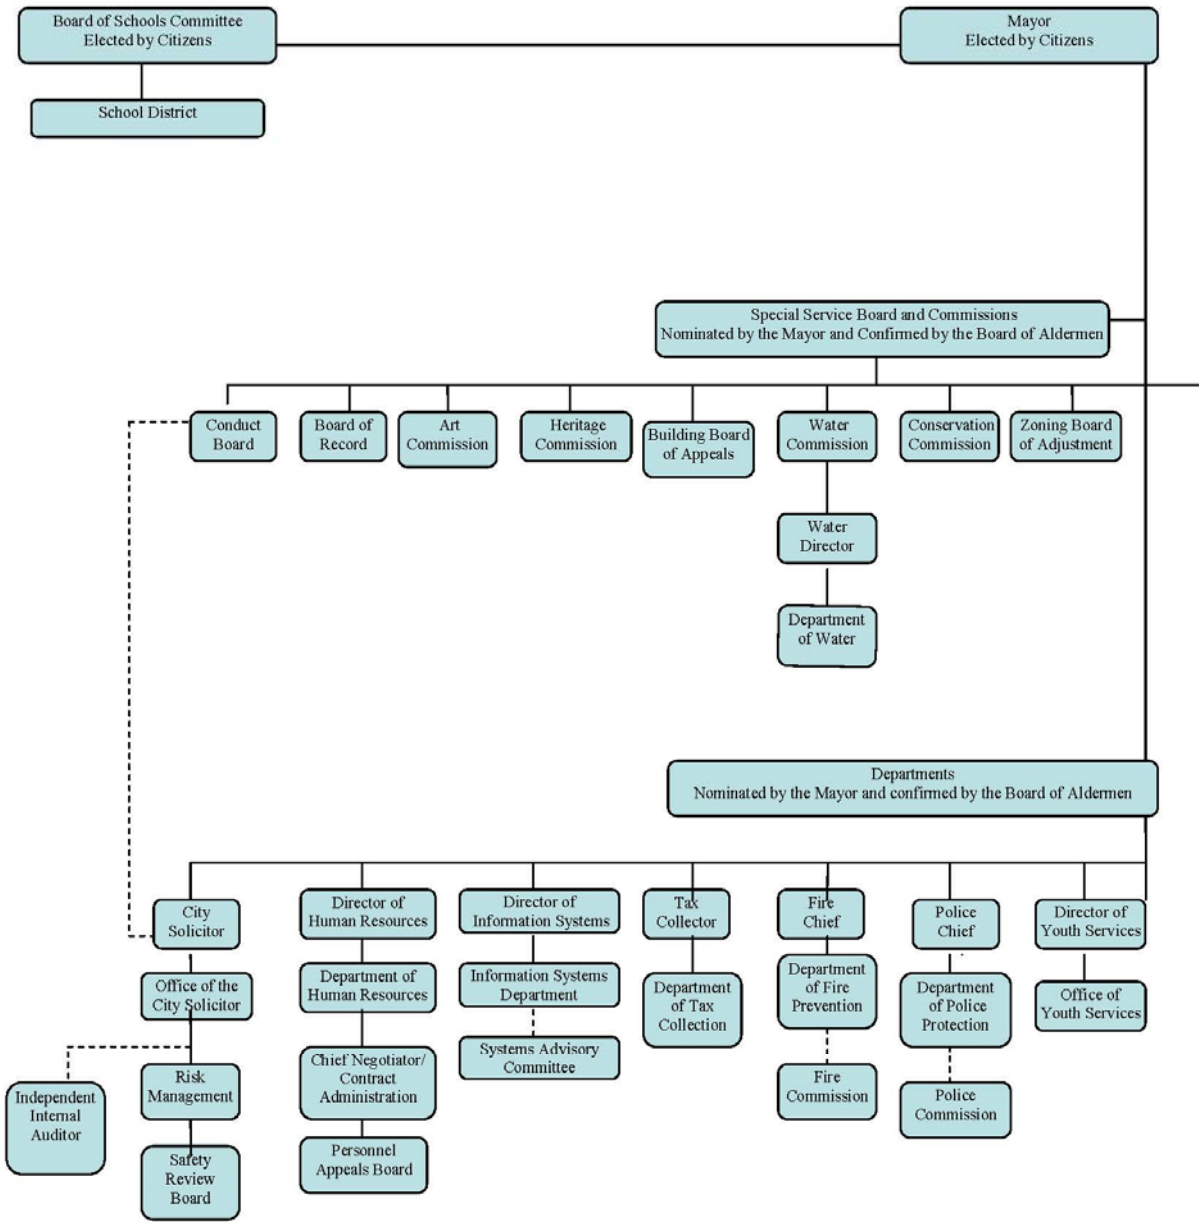 Board of Schools Committee
Elected by Citizens
Mayor
Elected by Citizens
School District
Special Service Board and Commissions
Nominated by the Mayor and Confirmed by the Board of Aldermen
Conduct
Board
Board of
Record
Art
Commission
Heritage
Commission
Building Board
of Appeals
Water
Commission
Conservation
Commission
Zoning Board
of Adjustment
Water
Director
Department
of Water
Departments
Nominated by the Mayor and confirmed by the Board of Aldermen
City
Solicitor
Director of
Human Resources
Director of
Information Systems
Tax
Collector
Fire
Chief
Police
Chief
Director of
Youth Services
Office of the
City Solicitor
Department of
Human Resources
Information Systems
Department
Department
of Tax
Collection
Department
of Fire
Prevention
Department
of Police
Protection
Office of
Youth Services
Independent
Internal
Auditor
Risk
Management
Chief Negotiator/
Contract
Administration
Systems Advisory
Committee
Fire
Commission
Police
Commission
Safety
Review
Board
Personnel
Appeals Board